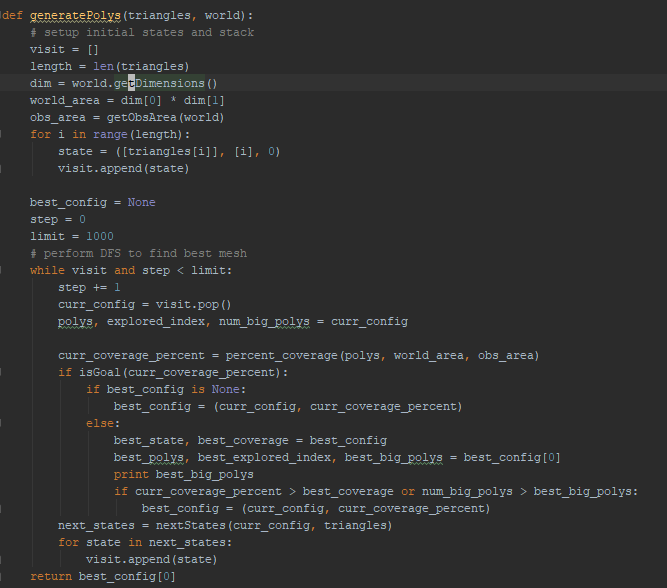 def generatePolys(triangles, world):
    # setup initial states and stack
    visit = []
    length = len(triangles)
    dim = world.getDimensions()
    world_area = dim[0] * dim[1]
    obs_area = getObsArea(world)
    for i in range(length):
        state = ([triangles[i]], [i], 0)
        visit.append(state)

    best_config = None
    step = 0
    limit = 1000
    # perform DFS to find best mesh
    while visit and step < limit:
        step += 1
        curr_config = visit.pop()
        polys, explored_index, num_big_polys = curr_config

        curr_coverage_percent = percent_coverage(polys, world_area, obs_area)
        if isGoal(curr_coverage_percent):
            if best_config is None:
                best_config = (curr_config, curr_coverage_percent)
            else:
                best_state, best_coverage = best_config
                best_polys, best_explored_index, best_big_polys = best_config[0]
                print best_big_polys
                if curr_coverage_percent > best_coverage or num_big_polys > best_big_polys:
                    best_config = (curr_config, curr_coverage_percent)
        next_states = nextStates(curr_config, triangles)
        for state in next_states:
            visit.append(state)
    return best_config[0]